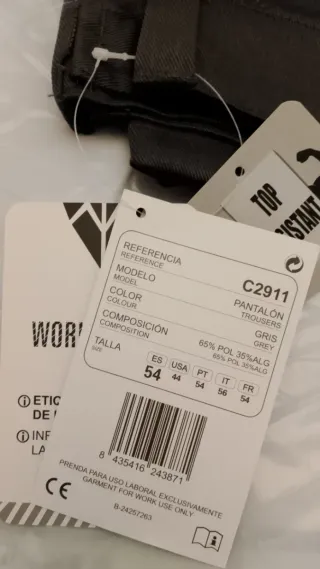 TOP
REFERENCIA
REFERENCE
C2911
MODELO
MODEL
PANTALÓN
TROUSERS
COLOR
COLOUR
GRIS
GREY
COMPOSICIÓN
COMPOSITION
65% POL 35%ALG
65% POL 35%ALG
TALLA
SIZE
ES USA PT IT FR
54 44 54 56 54
8 435416 243871
PRENDA PARA USO LABORAL EXCLUSIVAMENTE
GARMENT FOR WORK USE ONLY
B-24257263
CE
i
DE
LA